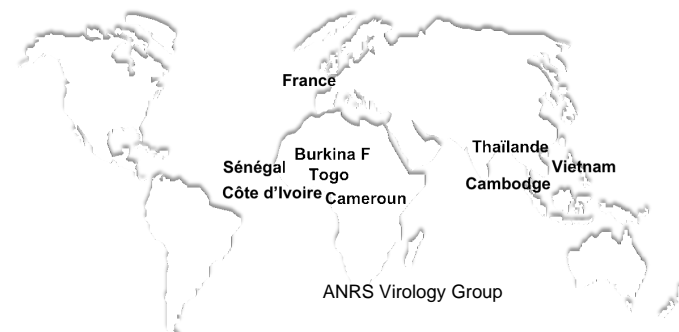 France
Burkina F
Thaïlande
Sénégal
Togo
Vietnam
Cambodge
Côte d'Ivoire
Cameroun
ANRS Virology Group